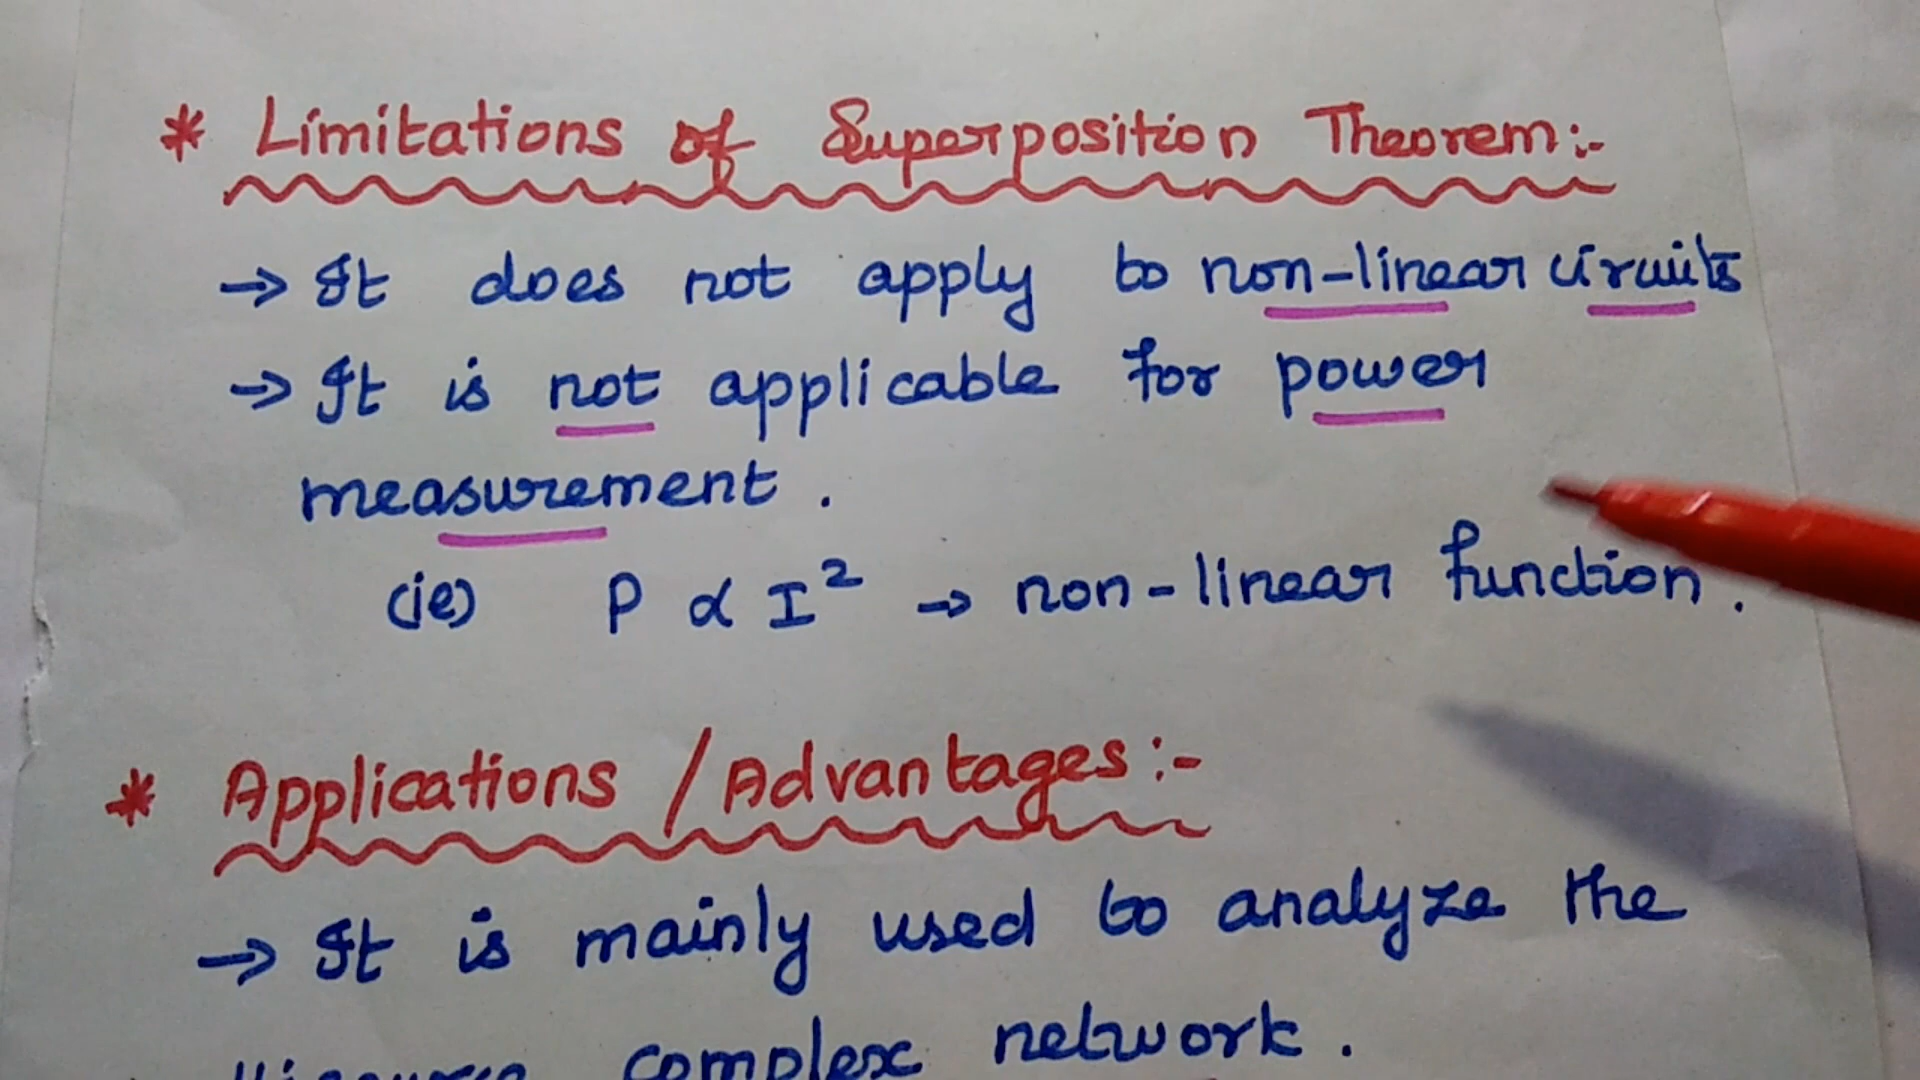 * Limitations of Superposition Theorem:-
→ It does not apply to non-linear circuits
→ It is not applicable for power
measurement.
(ie) P ∝ I² → non-linear function.
* Applications / Advantages:-
→ It is mainly used to analyze the
complex network.